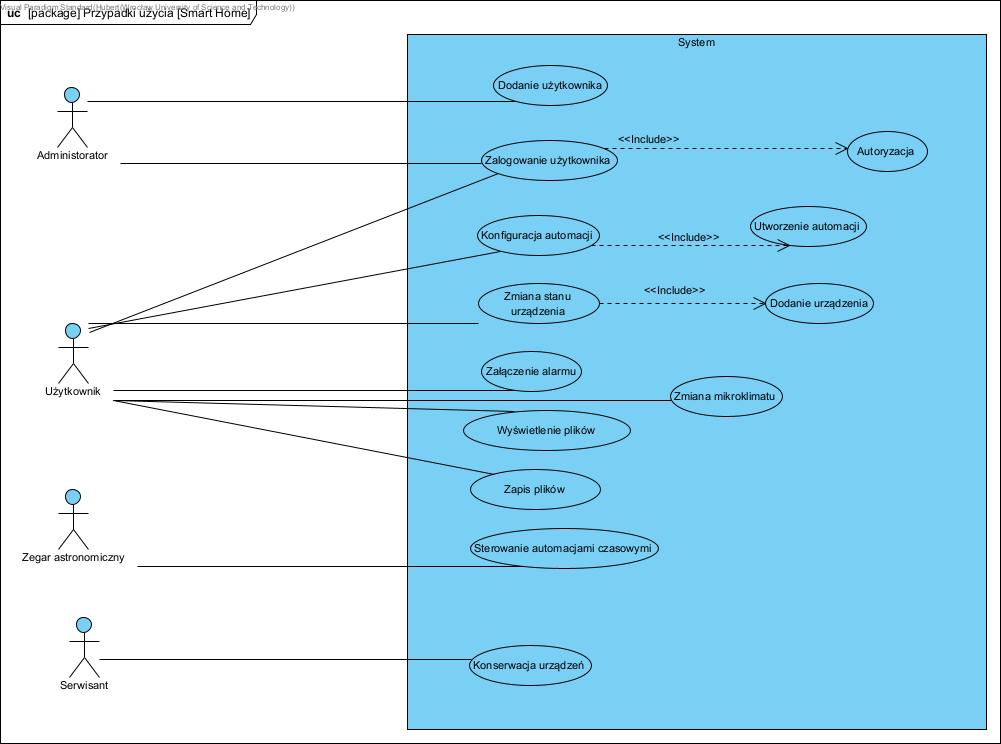 Visual Paradigm Standard(Hubert(Wroclaw University of Science and Technology))
uc [package] Przypadki użycia [Smart Home]
System
Dodanie użytkownika
Administorator
Zalogowanie użytkownika
<<Include>>
Autoryzacja
Konfiguracja automacji
<<Include>>
Utworzenie automacji
Zmiana stanu
urządzenia
<<Include>>
Dodanie urządzenia
Użytkownik
Załączenie alarmu
Zmiana mikroklimatu
Wyświetlenie plików
Zapis plików
Zegar astronomiczny
Sterowanie automacjami czasowymi
Serwisant
Konserwacja urządzeń